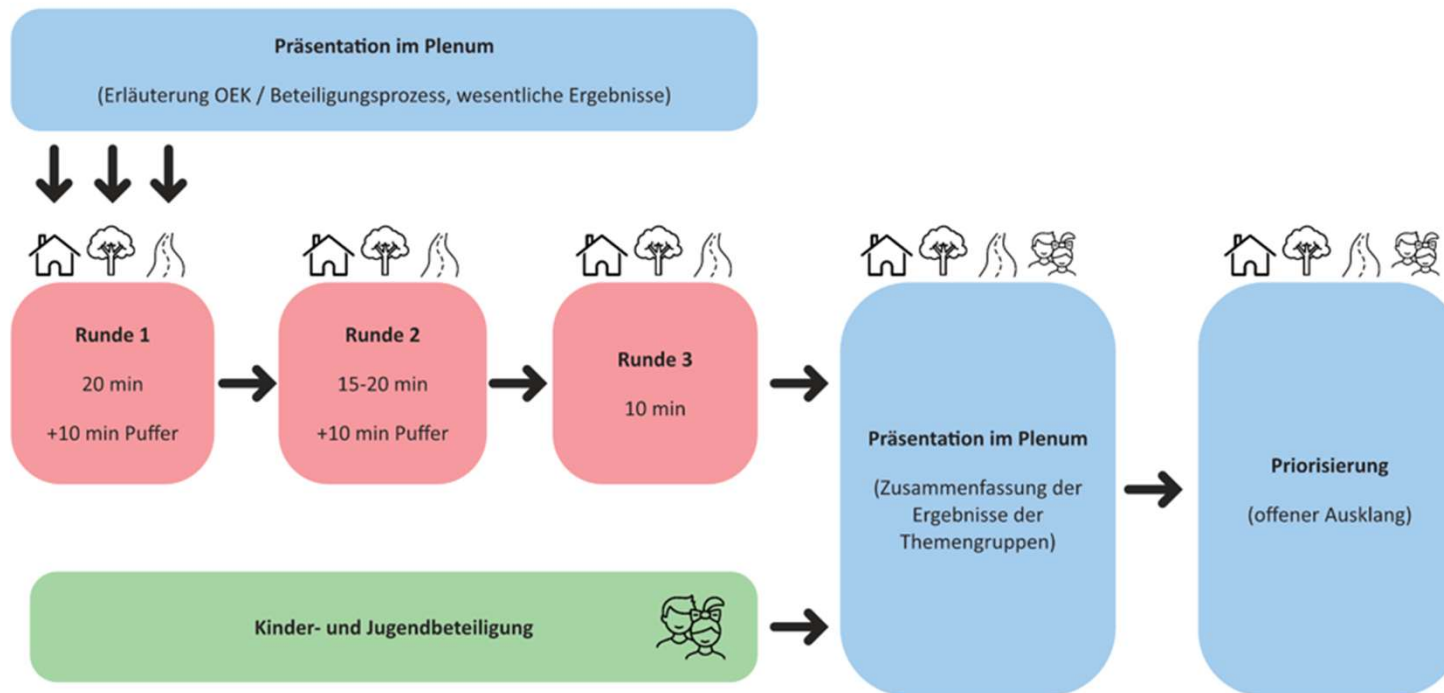 Präsentation im Plenum
(Erläuterung OEK / Beteiligungsprozess, wesentliche Ergebnisse)
Runde 1
20 min
+10 min Puffer
Runde 2
15-20 min
+10 min Puffer
Runde 3
10 min
Präsentation im Plenum
(Zusammenfassung der
Ergebnisse der
Themengruppen)
Priorisierung
(offener Ausklang)
Kinder- und Jugendbeteiligung